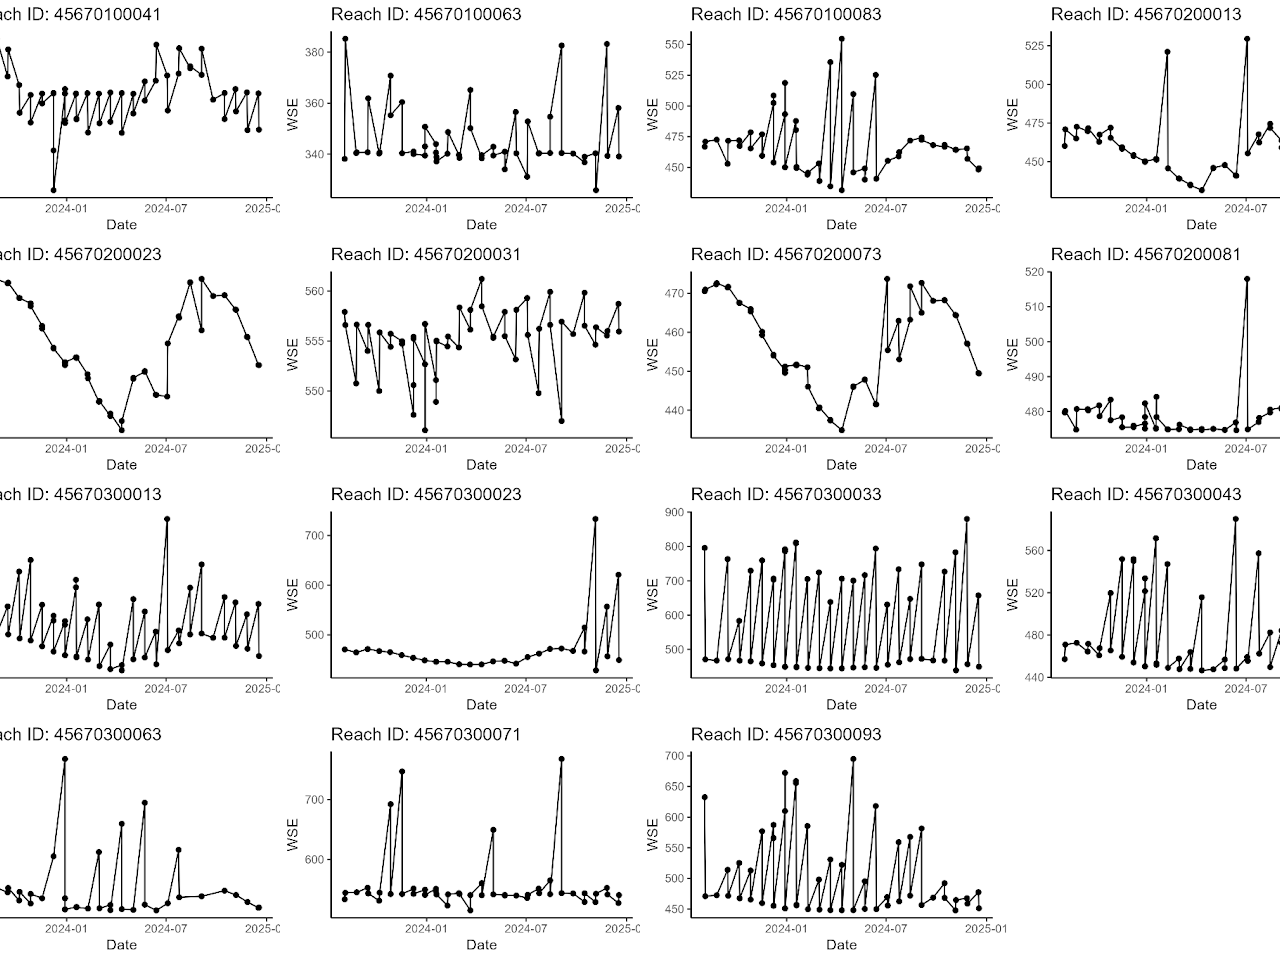 ach ID: 45670100041
Reach ID: 45670100063
Reach ID: 45670100083
Reach ID: 45670200013
WSE
380
360
340
WSE
550
525
500
475
450
WSE
525
500
475
450
2024-01 2024-07 2025-0
2024-01 2024-07 2025-0
2024-01 2024-07 2025-0
2024-01 2024-07
Date
Date
Date
Date
ach ID: 45670200023
Reach ID: 45670200031
Reach ID: 45670200073
Reach ID: 45670200081
WSE
560
555
550
WSE
470
460
450
440
WSE
520
510
500
490
480
2024-01 2024-07 2025-0
2024-01 2024-07 2025-0
2024-01 2024-07 2025-0
2024-01 2024-07
Date
Date
Date
Date
ach ID: 45670300013
Reach ID: 45670300023
Reach ID: 45670300033
Reach ID: 45670300043
WSE
700
600
500
WSE
900
800
700
600
500
WSE
560
520
480
440
2024-01 2024-07 2025-0
2024-01 2024-07 2025-0
2024-01 2024-07 2025-0
2024-01 2024-07
Date
Date
Date
Date
ach ID: 45670300063
Reach ID: 45670300071
Reach ID: 45670300093
WSE
700
600
WSE
700
650
600
550
500
450
2024-01 2024-07 2025-0
2024-01 2024-07 2025-0
2024-01 2024-07 2025-01
Date
Date
Date